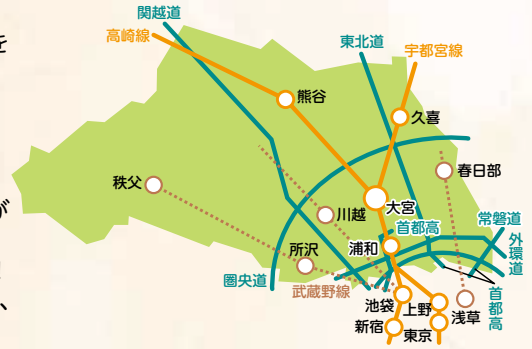 関越道
高崎線
東北道
宇都宮線
を
熊谷
久喜
春日部
秩父
大宮
が
川越
首都高
常磐道
外環道
所沢
浦和
圏央道
武蔵野線
首都高
、
池袋
上野
浅草
新宿
東京